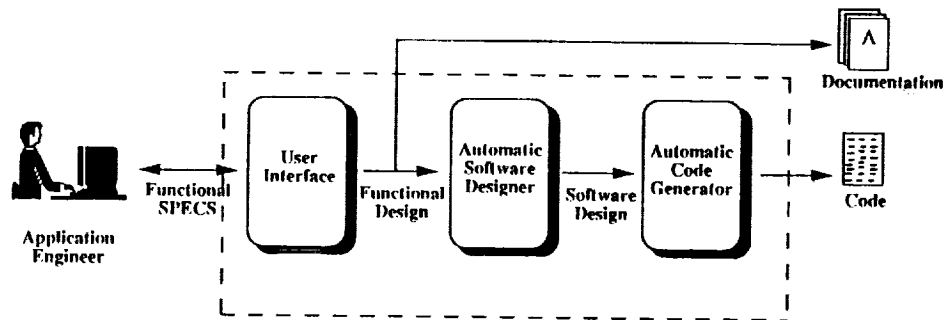 Documentation
User
Interface
Automatic
Software
Designer
Automatic
Code
Generator
Functional
SPECS
Functional
Design
Software
Design
Code
Application
Engineer